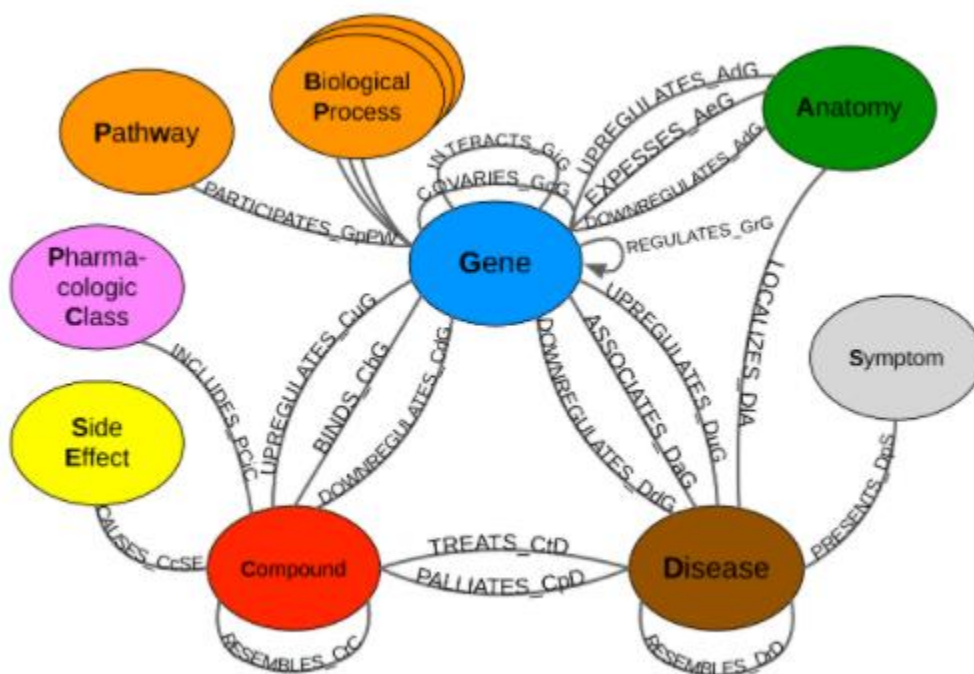 Biological
Process
Pathway
Anatomy
UPREGULATES_AdG
EXPESSES_AeG
DOWNREGULATES_AdG
INTERACTS_GiG
COVARIES_GcG
PARTICIPATES_GpPW
Gene
REGULATES_GrG
Pharma-
cologic
Class
INCLUDES_PCiC
UPREGULATES_CuG
BINDS_CbG
DOWNREGULATES_CdG
DOWNREGULATES_DdG
ASSOCIATES_DaG
UPREGULATES_DuG
LOCALIZES_DlA
Symptom
Side
Effect
PRESENTS_DpS
CAUSES_CcSE
Compound
TREATS_CtD
PALLIATES_CpD
Disease
RESEMBLES_CrC
RESEMBLES_DrD